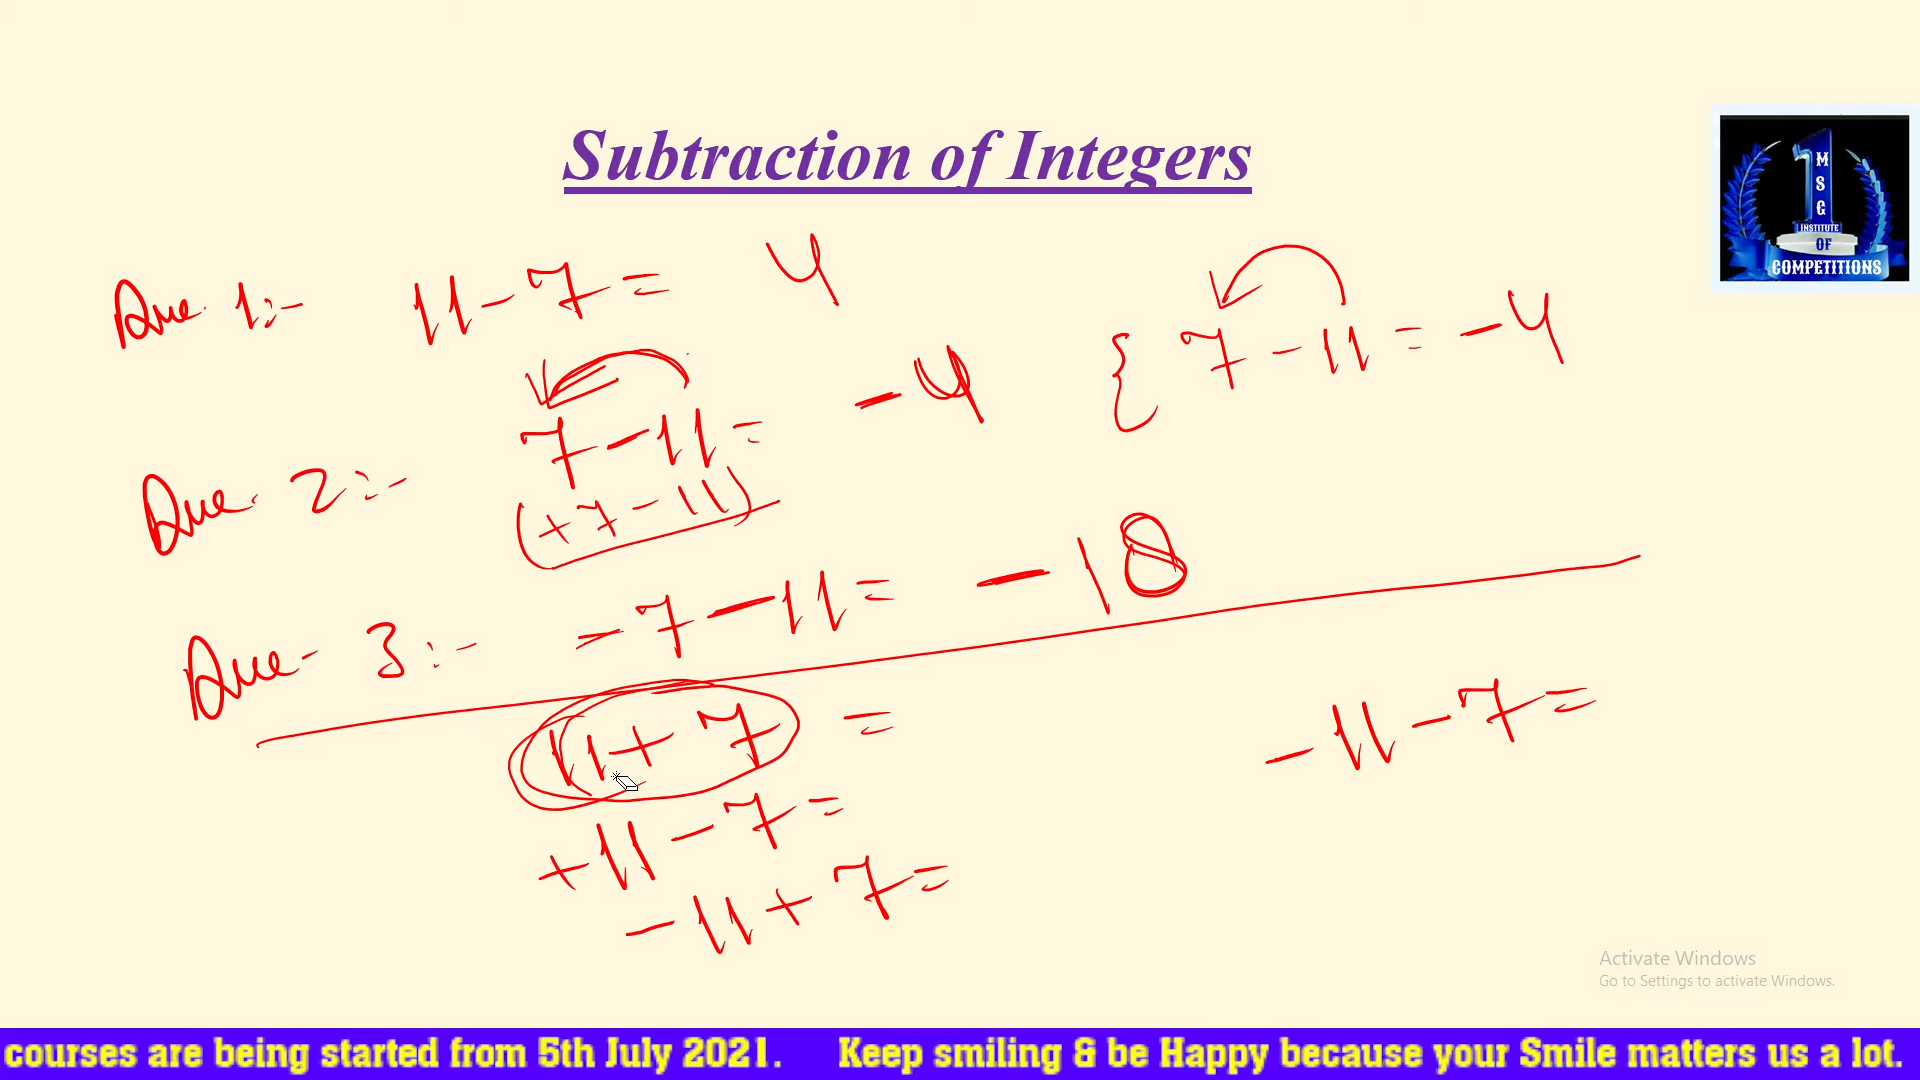 Subtraction of Integers
1
MSG
INSTITUTE
OF
COMPETITIONS
Que 1:- 11-7= 4
{ 7-11= -4
Que 2:- 7-11= -4
(+7-11)
Que 3:- -7-11= -18
11+7=
-11-7=
+11-7=
-11+7=
Activate Windows
Go to Settings to activate Windows.
courses are being started from 5th July 2021. Keep smiling & be Happy because your Smile matters us a lot.